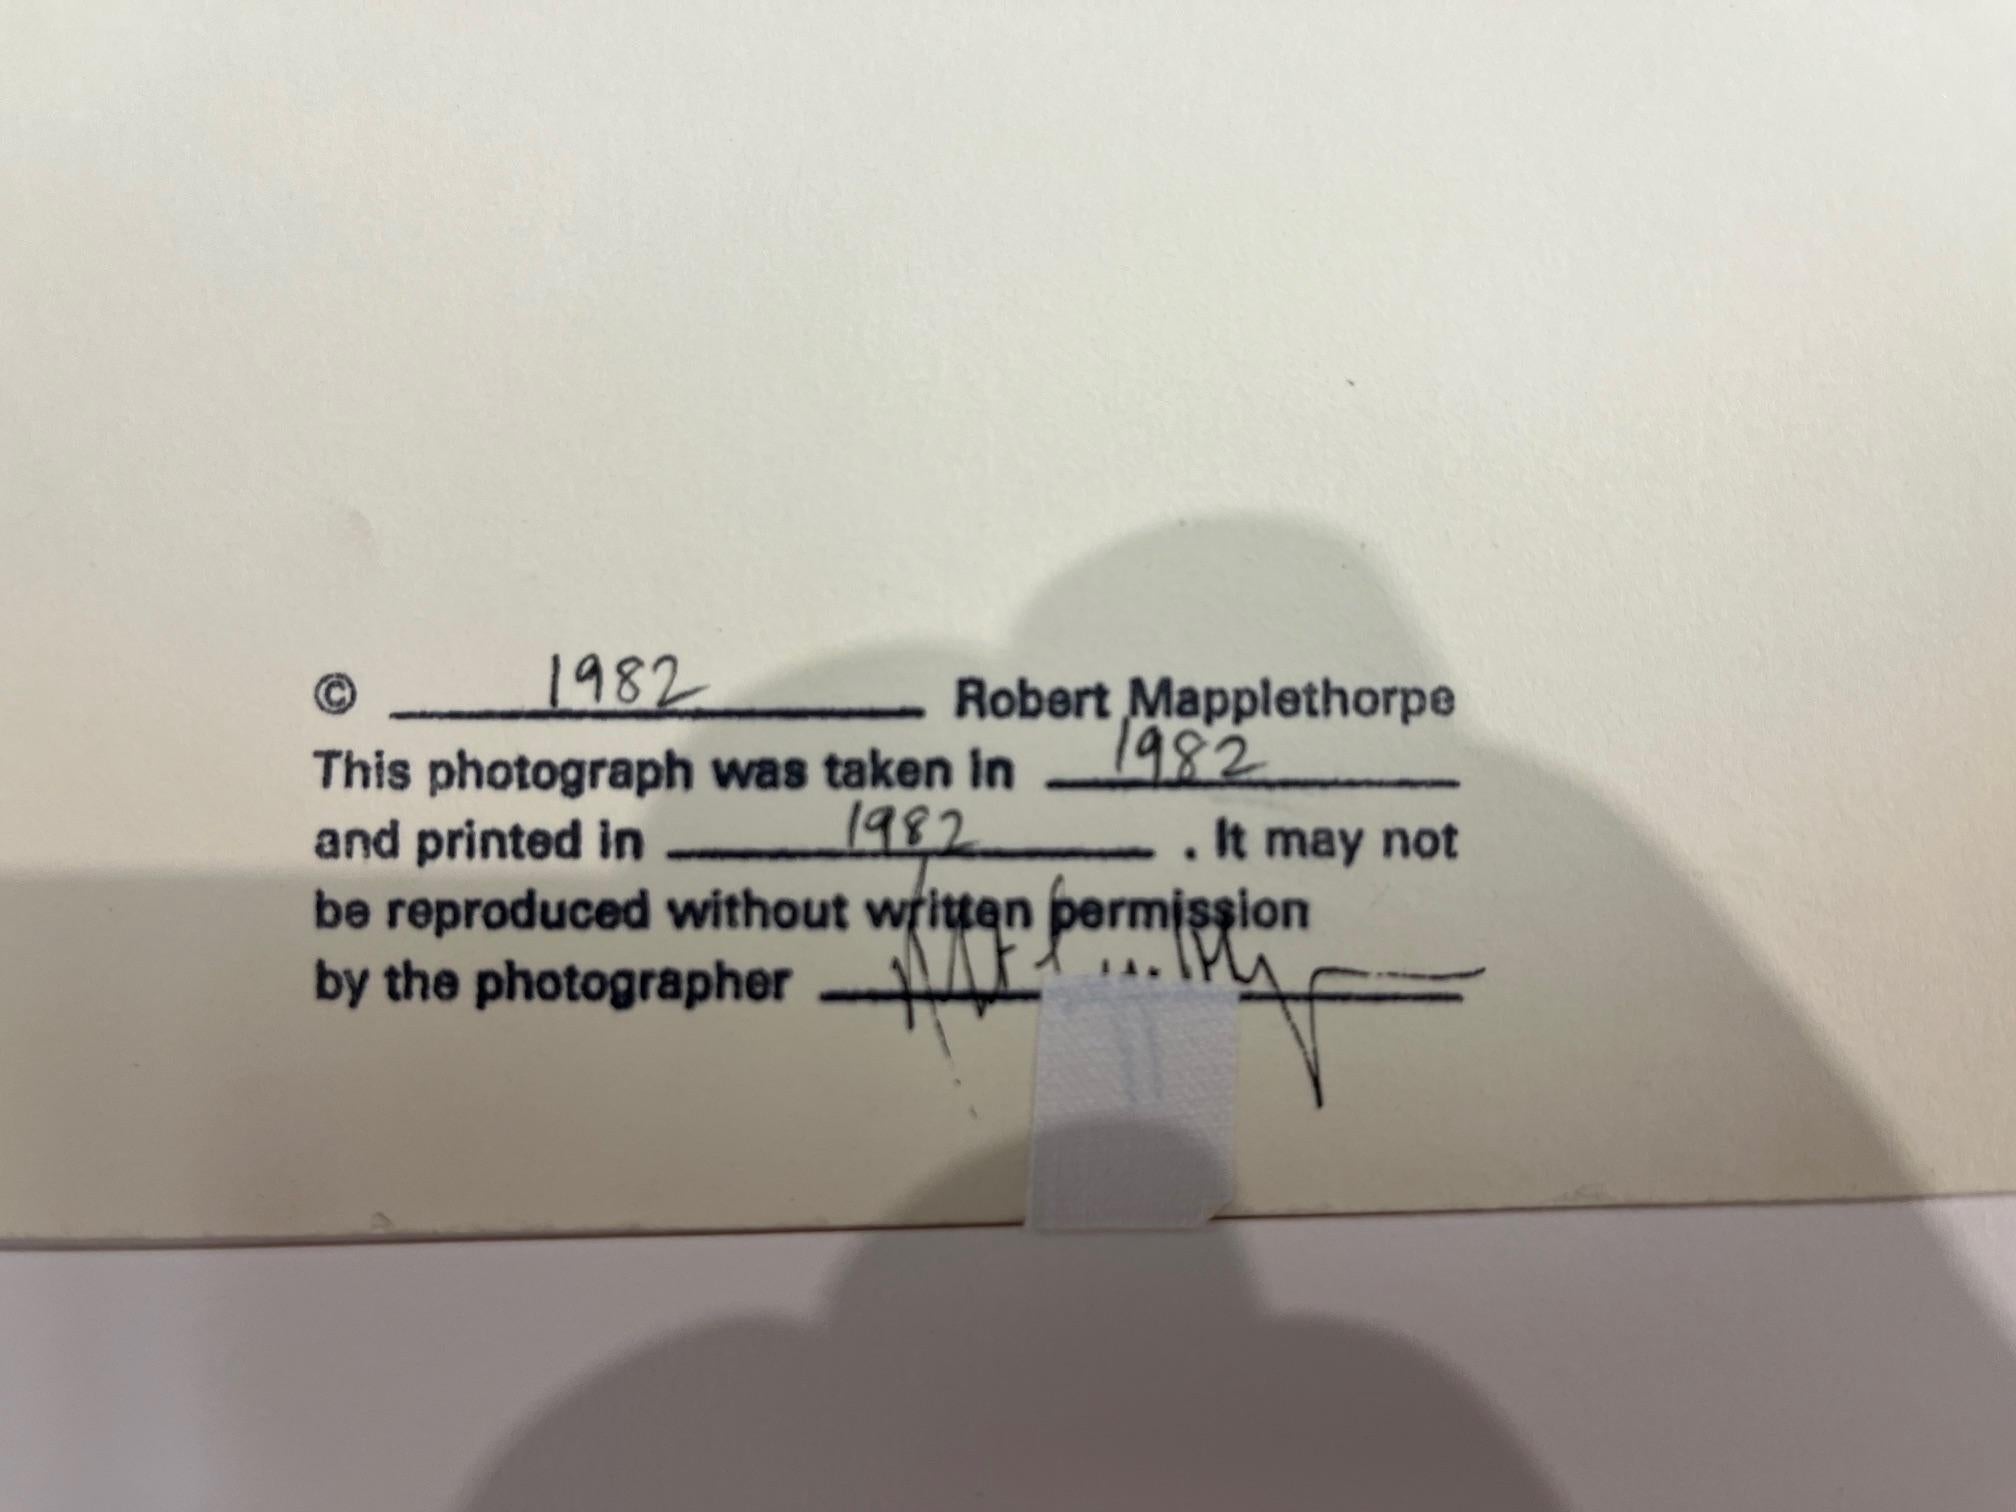 © 1982 Robert Mapplethorpe
This photograph was taken in 1982
and printed in 1982 . It may not
be reproduced without written permission
by the photographer